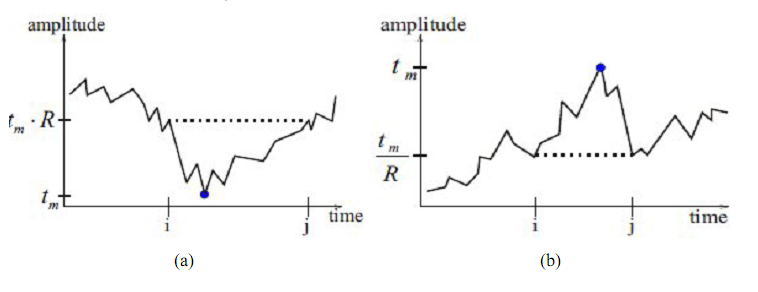 amplitude
t_m · R
t_m
i
j
time
(a)
amplitude
t_m
t_m
R
i
j
time
(b)